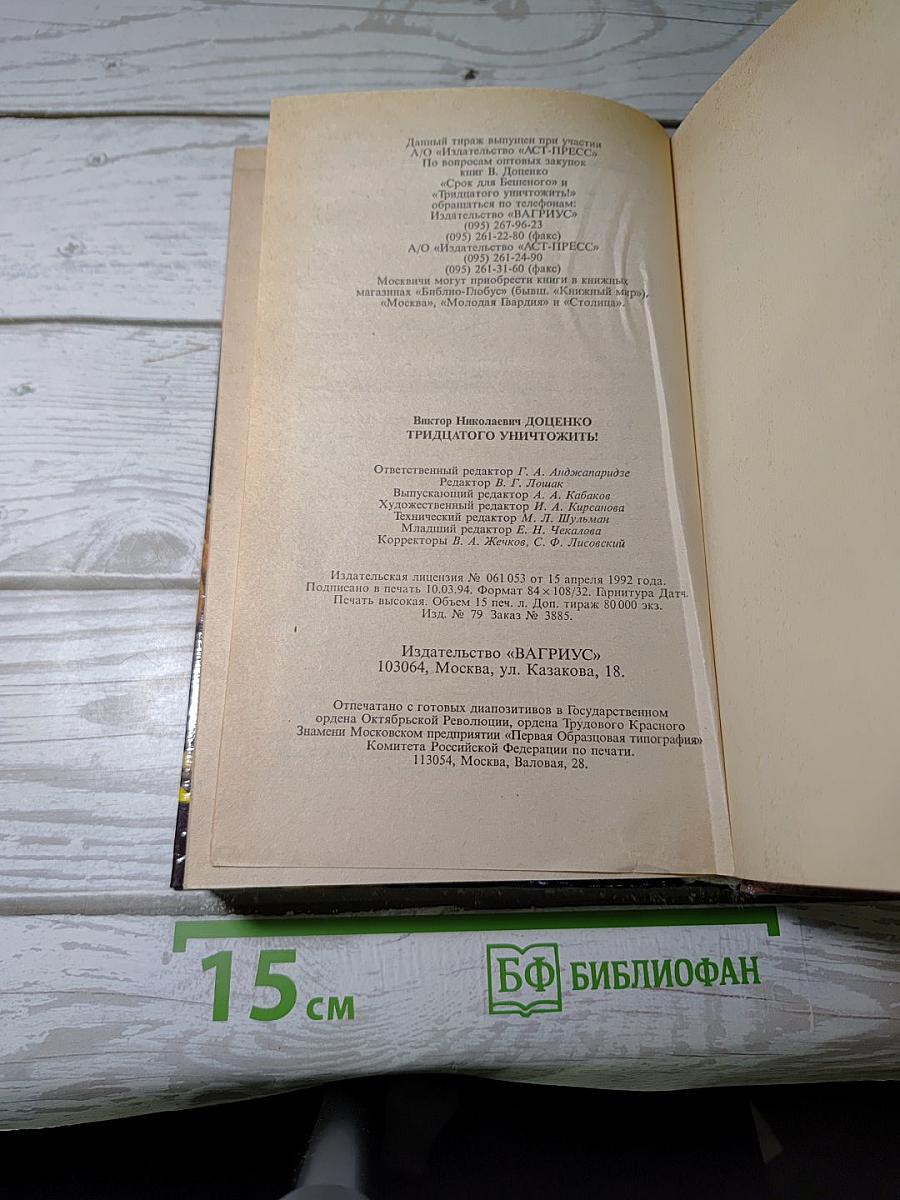 Данный тираж выпущен при участии
А/О «Издательство «АСТ-ПРЕСС»
По вопросам оптовых закупок
книг В. Доценко
«Срок для Бешеного» и
«Тридцатого уничтожить!»
обращаться по телефонам:
Издательство «ВАГРИУС»
(095) 267-96-23
(095) 261-22-80 (факс)
А/О «Издательство «АСТ-ПРЕСС»
(095) 261-24-90
(095) 261-31-60 (факс)
Москвичи могут приобрести книги в книжных
магазинах «Библио-Глобус» (бывш. «Книжный мир»),
«Москва», «Молодая Гвардия» и «Столица».
Виктор Николаевич ДОЦЕНКО
ТРИДЦАТОГО УНИЧТОЖИТЬ!
Ответственный редактор Г. А. Анджапаридзе
Редактор В. Г. Лошак
Выпускающий редактор А. А. Кабаков
Художественный редактор И. А. Кирсанова
Технический редактор М. Л. Шульман
Младший редактор Е. Н. Чекалова
Корректоры В. А. Жечков, С. Ф. Лисовский
Издательская лицензия № 061053 от 15 апреля 1992 года.
Подписано в печать 10.03.94. Формат 84×108/32. Гарнитура Датч.
Печать высокая. Объем 15 печ. л. Доп. тираж 80000 экз.
Изд. № 79 Заказ № 3885.
Издательство «ВАГРИУС»
103064, Москва, ул. Казакова, 18.
Отпечатано с готовых диапозитивов в Государственном
ордена Октябрьской Революции, ордена Трудового Красного
Знамени Московском предприятии «Первая Образцовая типография»
Комитета Российской Федерации по печати.
113054, Москва, Валовая, 28.
15 см
БФ БИБЛИОФАН